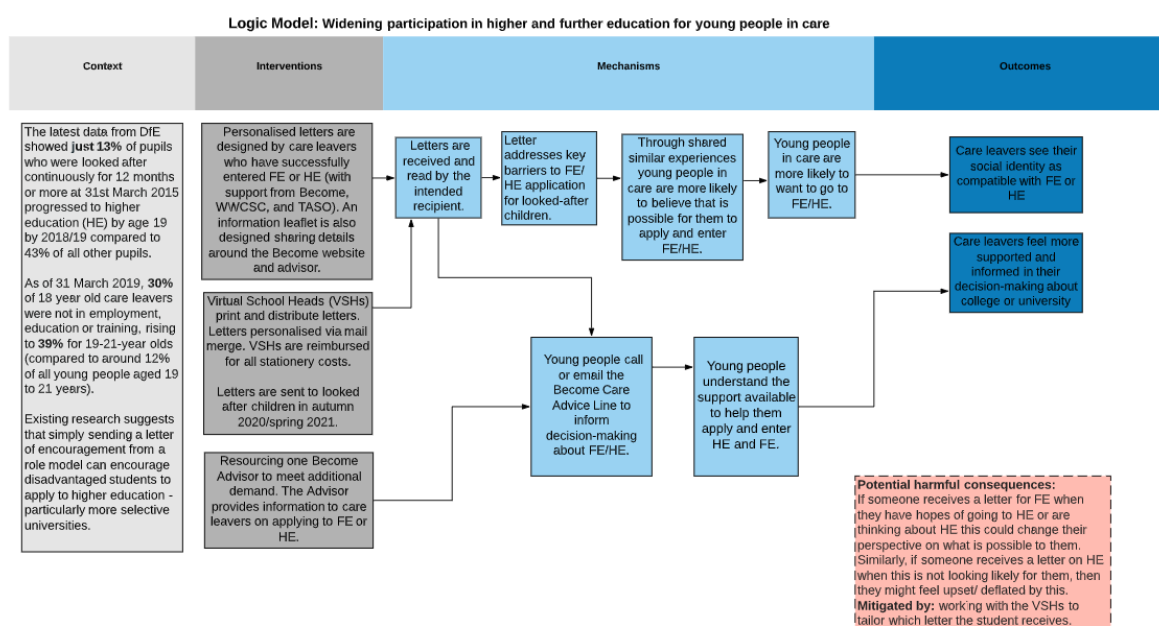 Logic Model: Widening participation in higher and further education for young people in care
Context
Interventions
Mechanisms
Outcomes
The latest data from DfE
showed just 13% of pupils
who were looked after
continuously for 12 months
or more at 31st March 2015
progressed to higher
education (HE) by age 19
by 2018/19 compared to
43% of all other pupils.
As of 31 March 2019, 30%
of 18 year old care leavers
were not in employment,
education or training, rising
to 39% for 19-21-year olds
(compared to around 12%
of all young people aged 19
to 21 years).
Existing research suggests
that simply sending a letter
of encouragement from a
role model can encourage
disadvantaged students to
apply to higher education -
particularly more selective
universities.
Personalised letters are
designed by care leavers
who have successfully
entered FE or HE (with
support from Become,
WWCSC, and TASO). An
information leaflet is also
designed sharing details
around the Become website
and advisor.
Virtual School Heads (VSHs)
print and distribute letters.
Letters personalised via mail
merge. VSHs are reimbursed
for all stationery costs.
Letters are sent to looked
after children in autumn
2020/spring 2021.
Resourcing one Become
Advisor to meet additional
demand. The Advisor
provides information to care
leavers on applying to FE or
HE.
Letters are
received and
read by the
intended
recipient.
Letter
addresses key
barriers to FE/
HE application
for looked-after
children.
Through shared
similar experiences
young people in
care are more likely
to believe that is
possible for them to
apply and enter
FE/HE.
Young people
in care are
more likely to
want to go to
FE/HE.
Young people call
or email the
Become Care
Advice Line to
inform
decision-making
about FE/HE.
Young people
understand the
support available
to help them
apply and enter
HE and FE.
Care leavers see their
social identity as
compatible with FE or
HE
Care leavers feel more
supported and
informed in their
decision-making about
college or university
Potential harmful consequences:
If someone receives a letter for FE when
they have hopes of going to HE or are
thinking about HE this could change their
perspective on what is possible to them.
Similarly, if someone receives a letter on HE
when this is not looking likely for them, then
they might feel upset/ deflated by this.
Mitigated by: working with the VSHs to
tailor which letter the student receives.